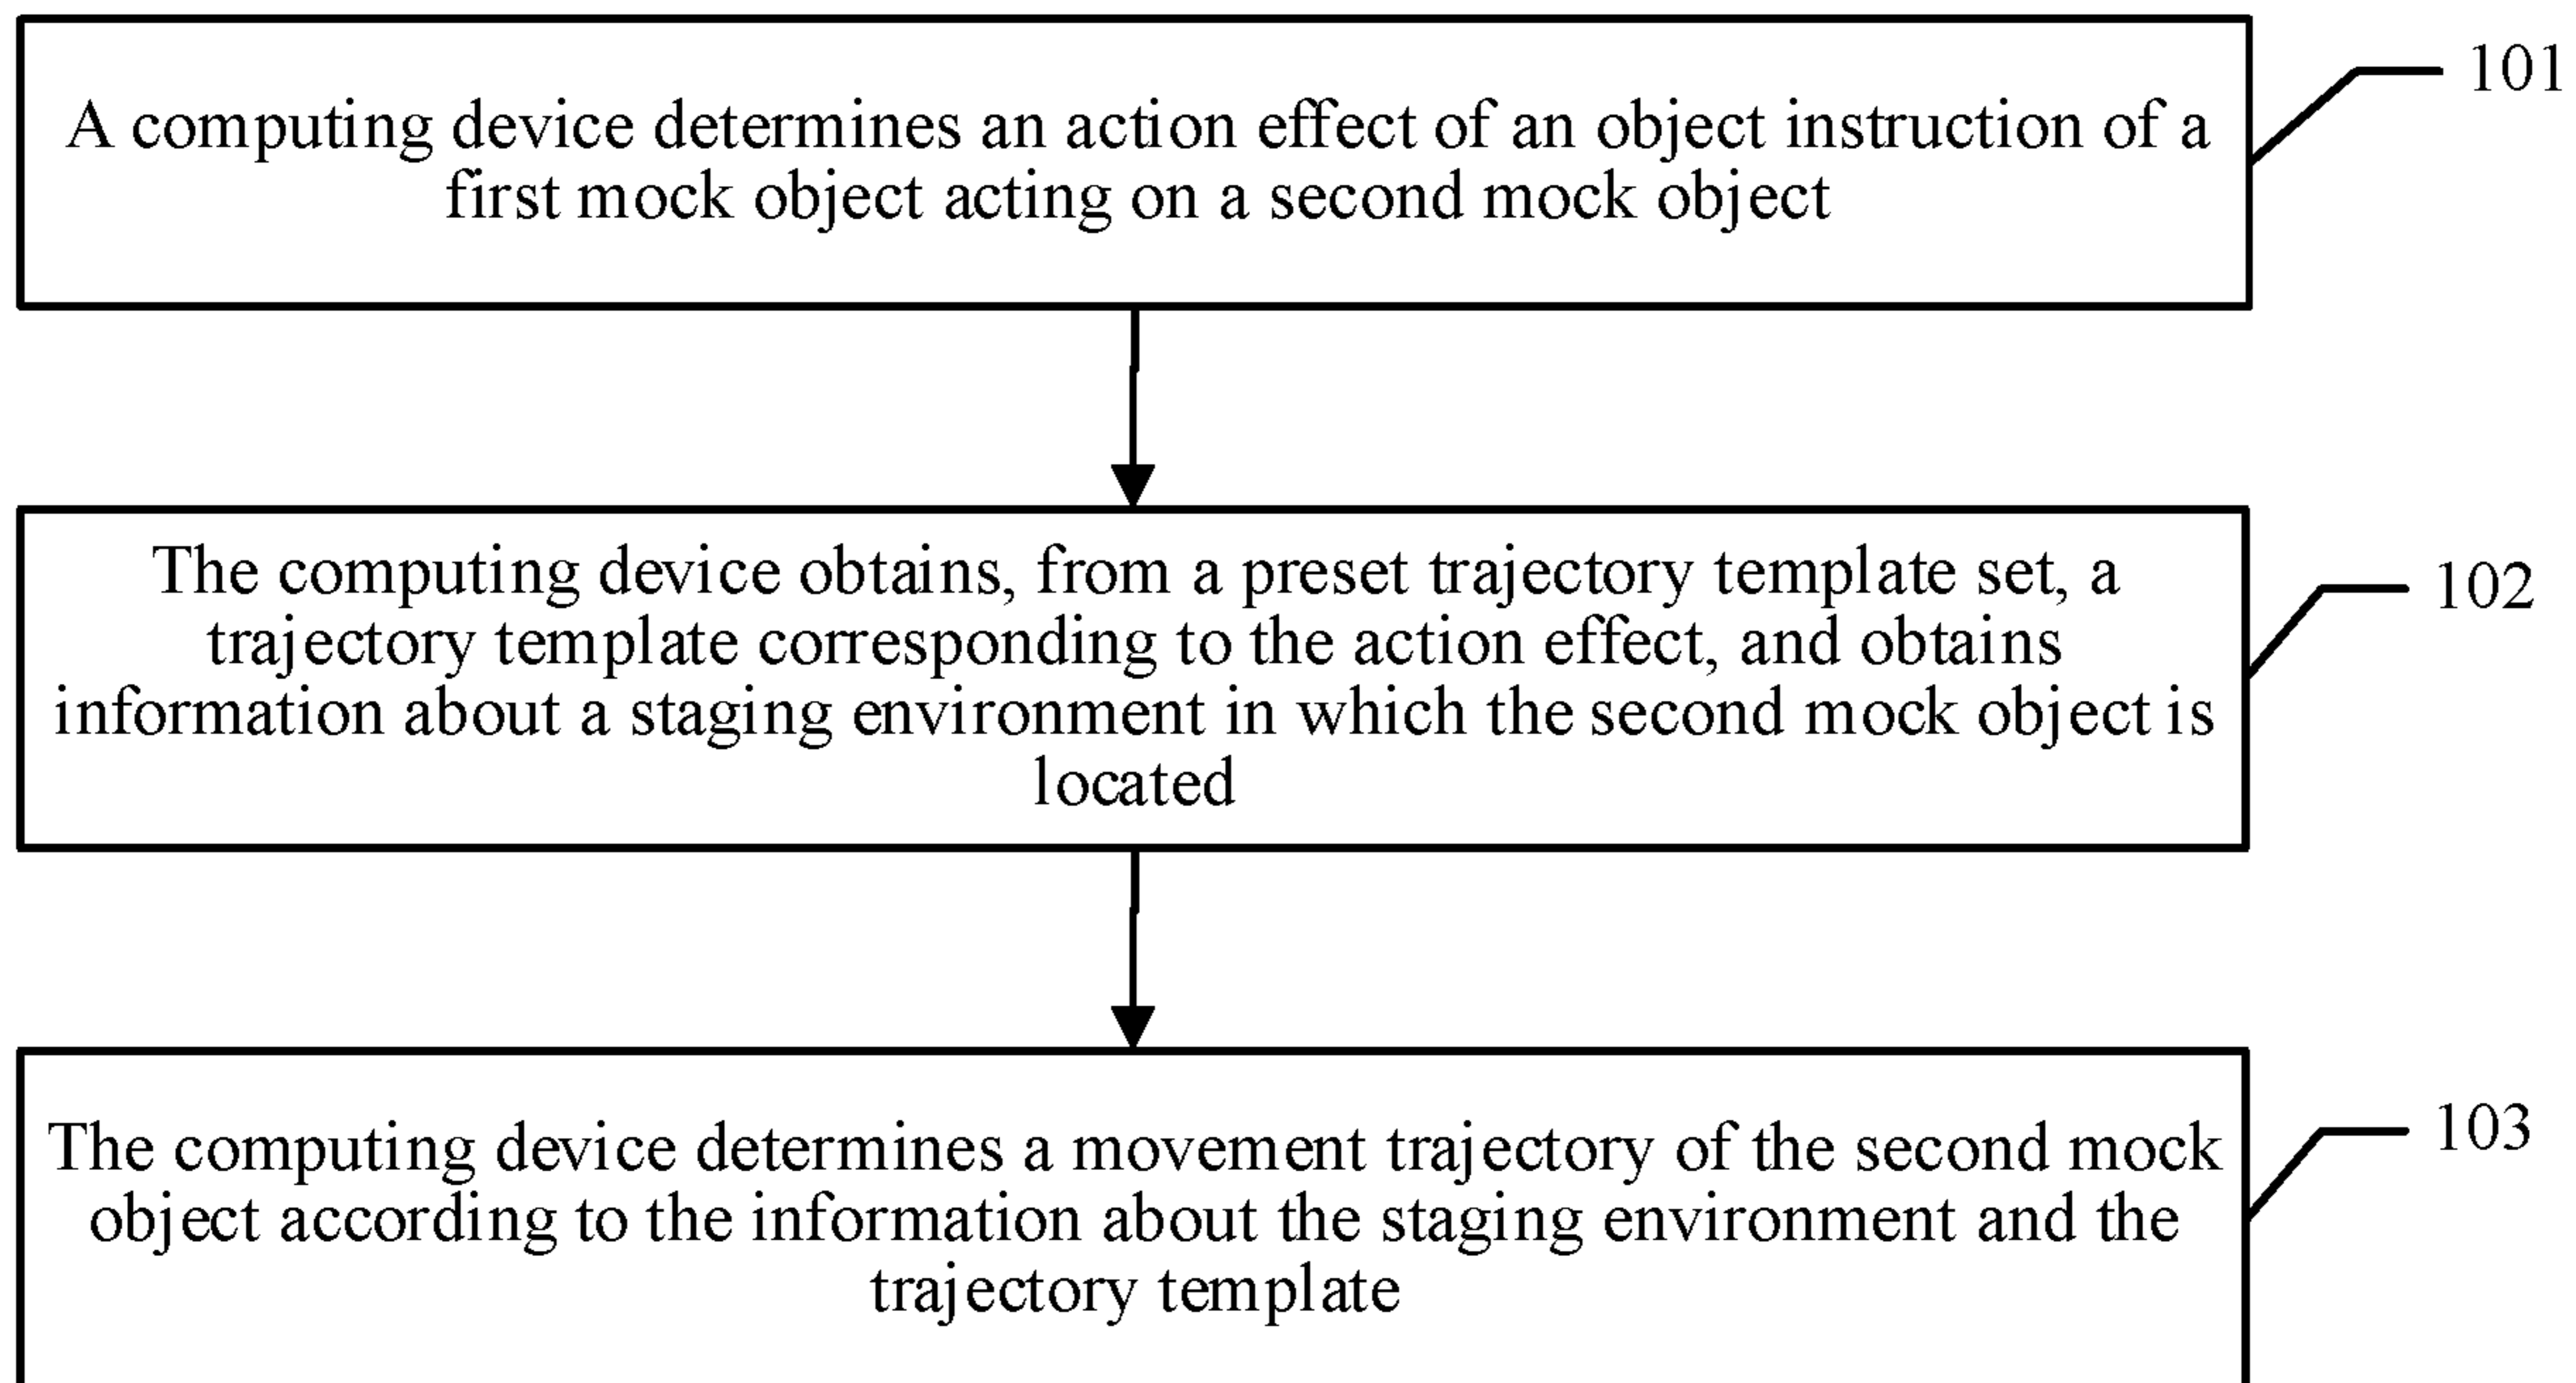 A computing device determines an action effect of an object instruction of a
first mock object acting on a second mock object
101
The computing device obtains, from a preset trajectory template set, a
trajectory template corresponding to the action effect, and obtains
information about a staging environment in which the second mock object is
located
102
The computing device determines a movement trajectory of the second mock
object according to the information about the staging environment and the
trajectory template
103